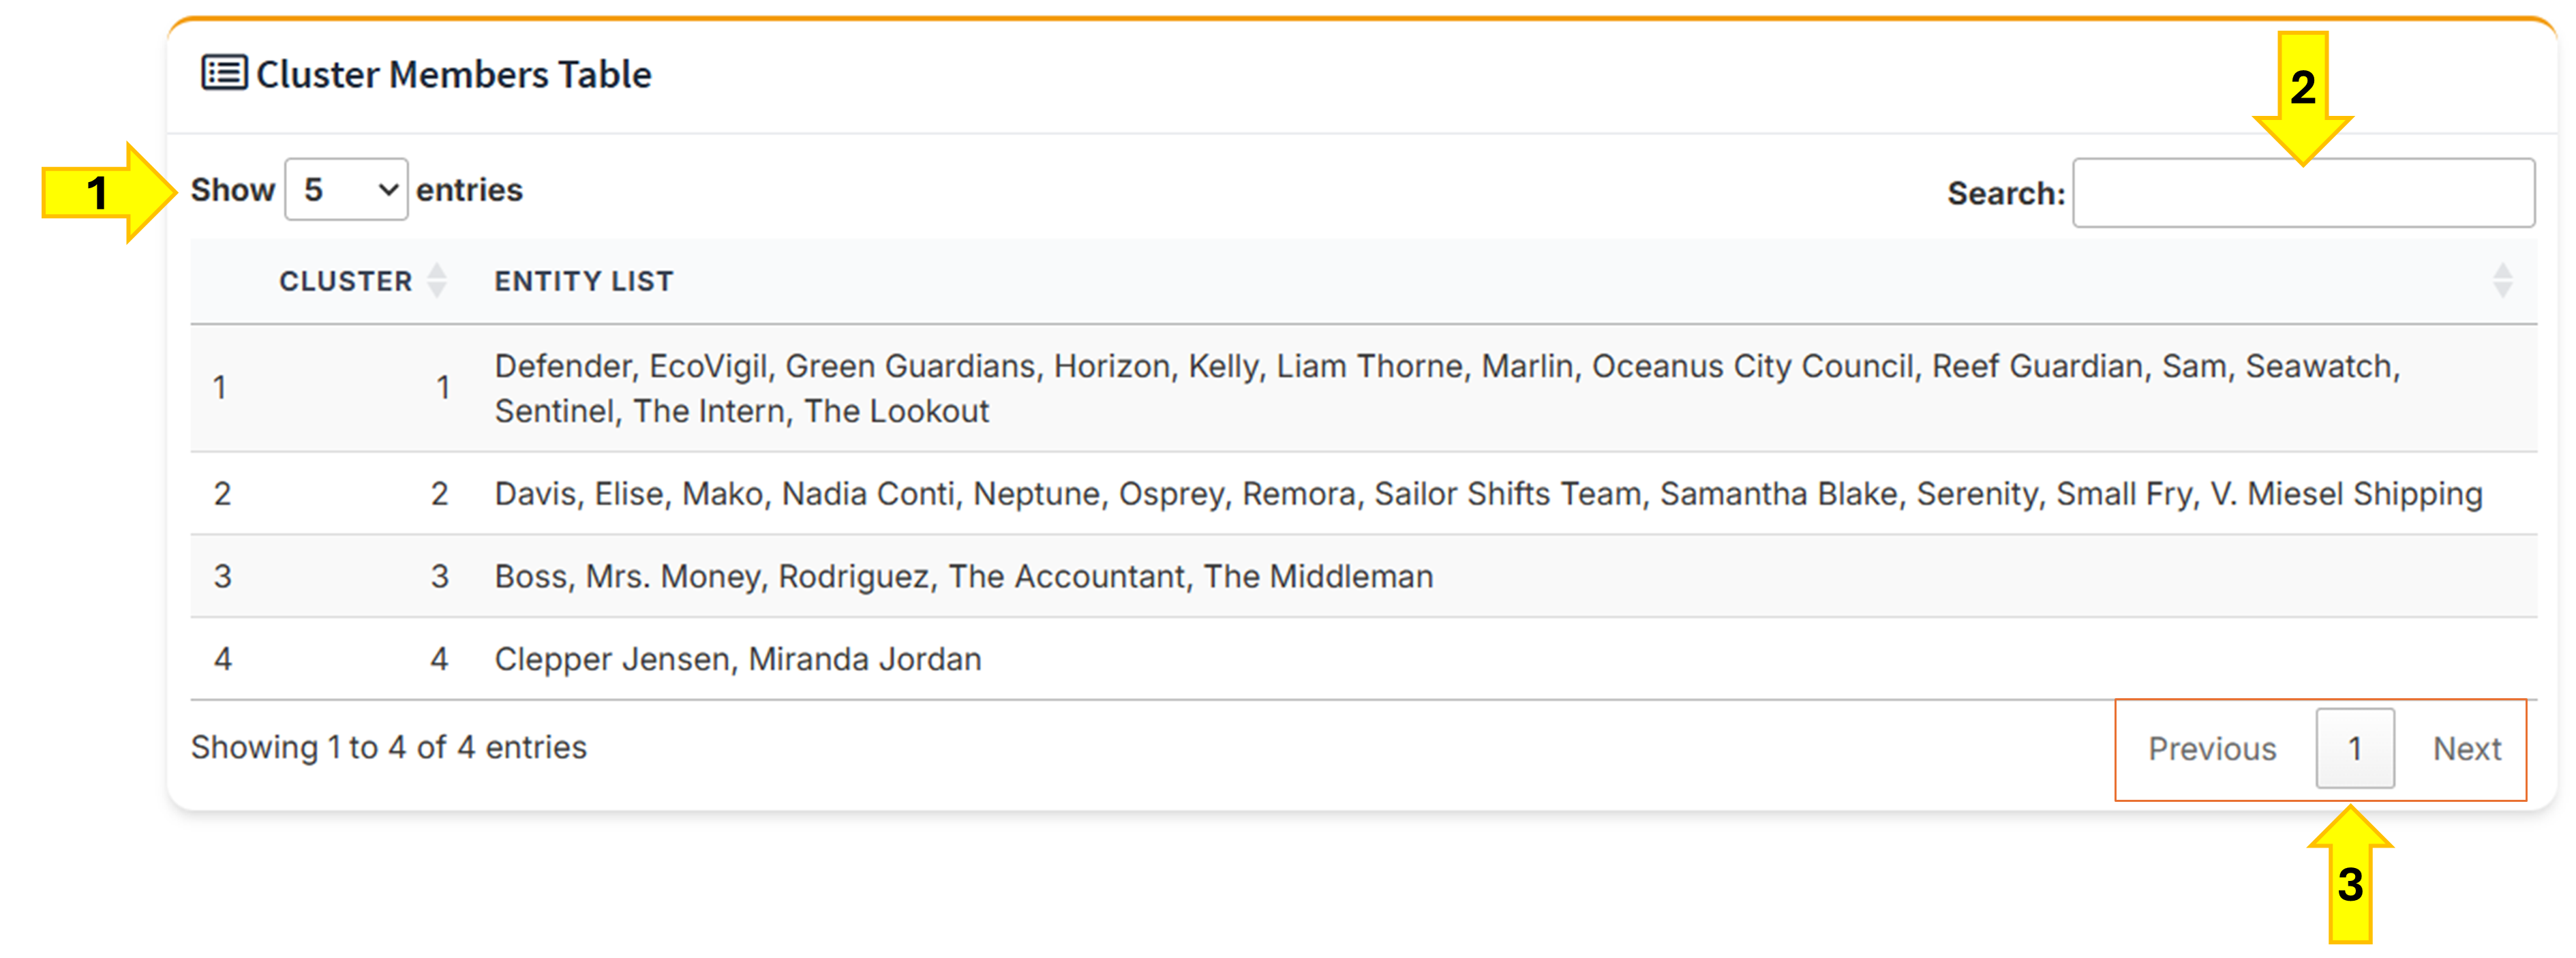 Cluster Members Table
2
1
Show 5 entries
Search:
CLUSTER ENTITY LIST
1 1 Defender, EcoVigil, Green Guardians, Horizon, Kelly, Liam Thorne, Marlin, Oceanus City Council, Reef Guardian, Sam, Seawatch,
Sentinel, The Intern, The Lookout
2 2 Davis, Elise, Mako, Nadia Conti, Neptune, Osprey, Remora, Sailor Shifts Team, Samantha Blake, Serenity, Small Fry, V. Miesel Shipping
3 3 Boss, Mrs. Money, Rodriguez, The Accountant, The Middleman
4 4 Clepper Jensen, Miranda Jordan
Showing 1 to 4 of 4 entries
Previous 1 Next
3